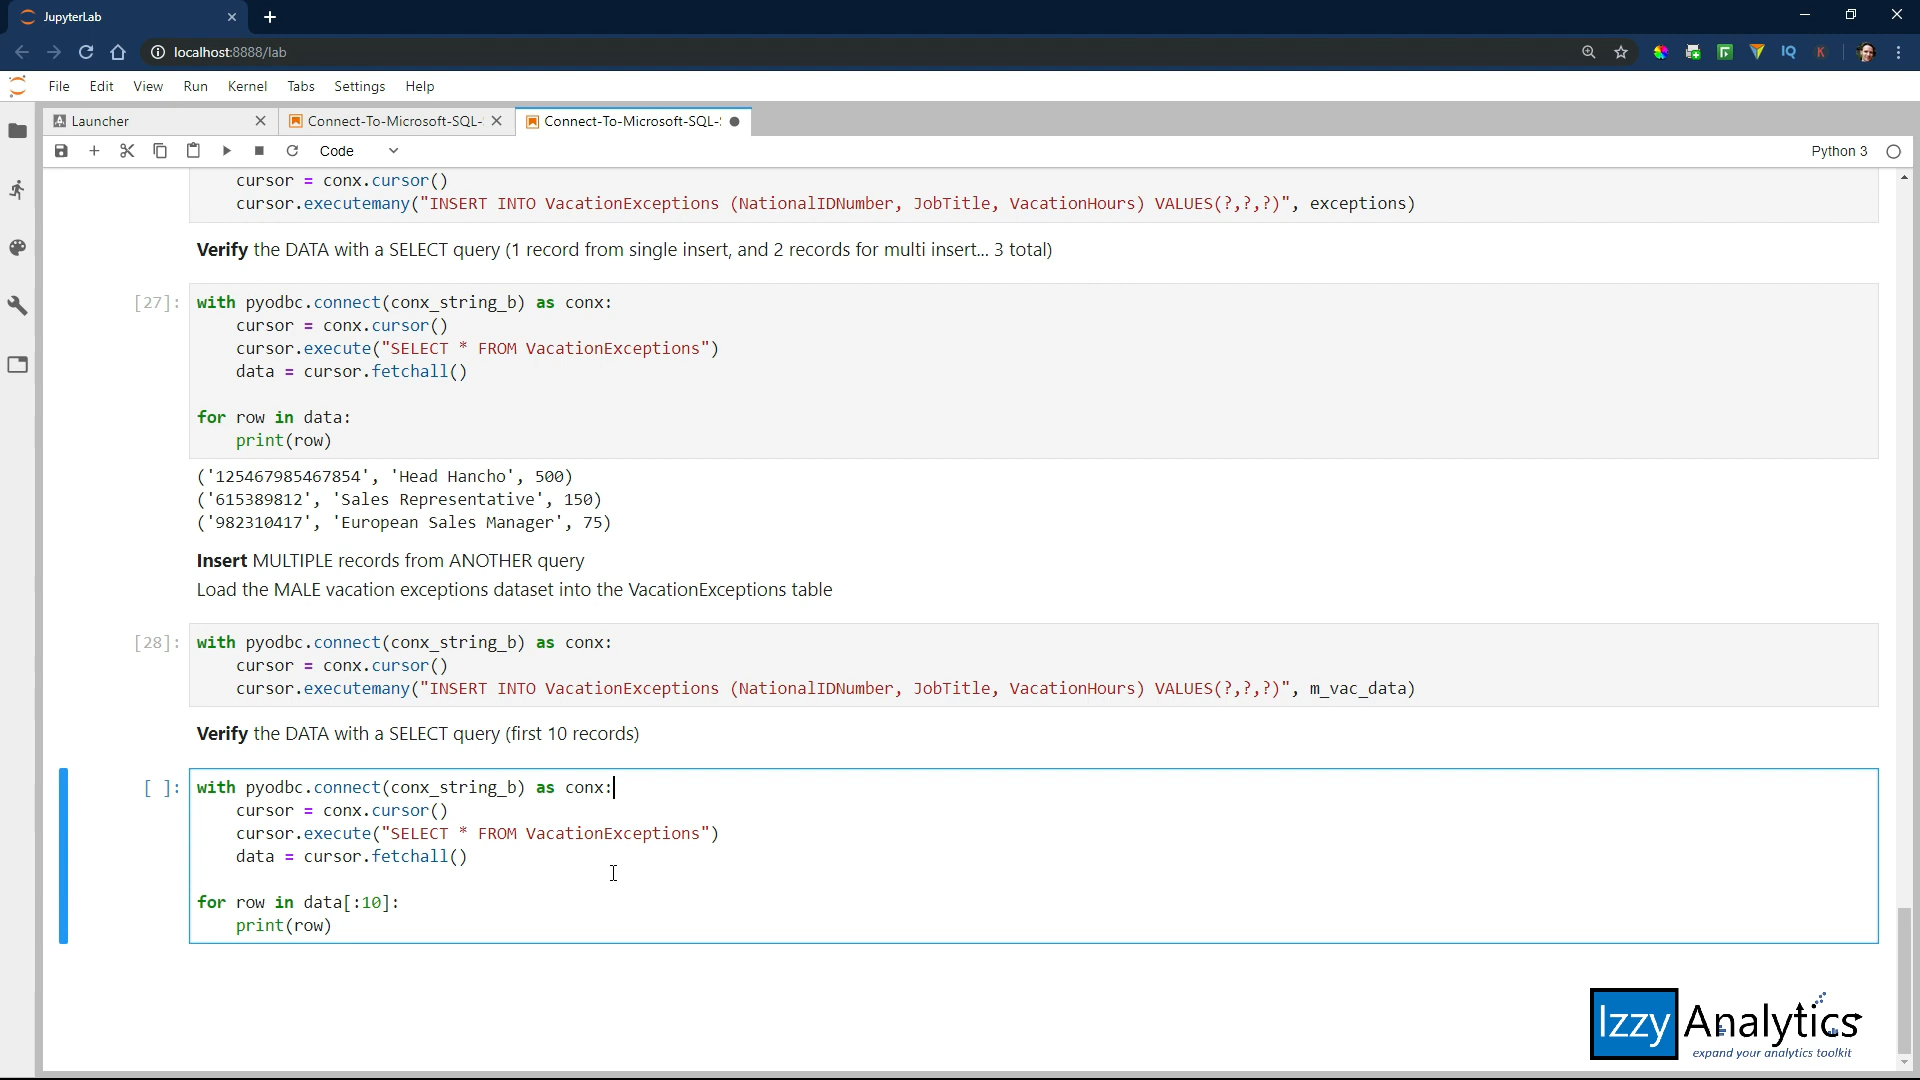 JupyterLab
localhost:8888/lab
File Edit View Run Kernel Tabs Settings Help
Launcher Connect-To-Microsoft-SQL- Connect-To-Microsoft-SQL-
Code Python 3
cursor = conx.cursor()
cursor.executemany("INSERT INTO VacationExceptions (NationalIDNumber, JobTitle, VacationHours) VALUES(?,?,?)", exceptions)
Verify the DATA with a SELECT query (1 record from single insert, and 2 records for multi insert... 3 total)
[27]: with pyodbc.connect(conx_string_b) as conx:
cursor = conx.cursor()
cursor.execute("SELECT * FROM VacationExceptions")
data = cursor.fetchall()
for row in data:
print(row)
('125467985467854', 'Head Hancho', 500)
('615389812', 'Sales Representative', 150)
('982310417', 'European Sales Manager', 75)
Insert MULTIPLE records from ANOTHER query
Load the MALE vacation exceptions dataset into the VacationExceptions table
[28]: with pyodbc.connect(conx_string_b) as conx:
cursor = conx.cursor()
cursor.executemany("INSERT INTO VacationExceptions (NationalIDNumber, JobTitle, VacationHours) VALUES(?,?,?)", m_vac_data)
Verify the DATA with a SELECT query (first 10 records)
[ ]: with pyodbc.connect(conx_string_b) as conx:
cursor = conx.cursor()
cursor.execute("SELECT * FROM VacationExceptions")
data = cursor.fetchall()
for row in data[:10]:
print(row)
Izzy Analytics
expand your analytics toolkit